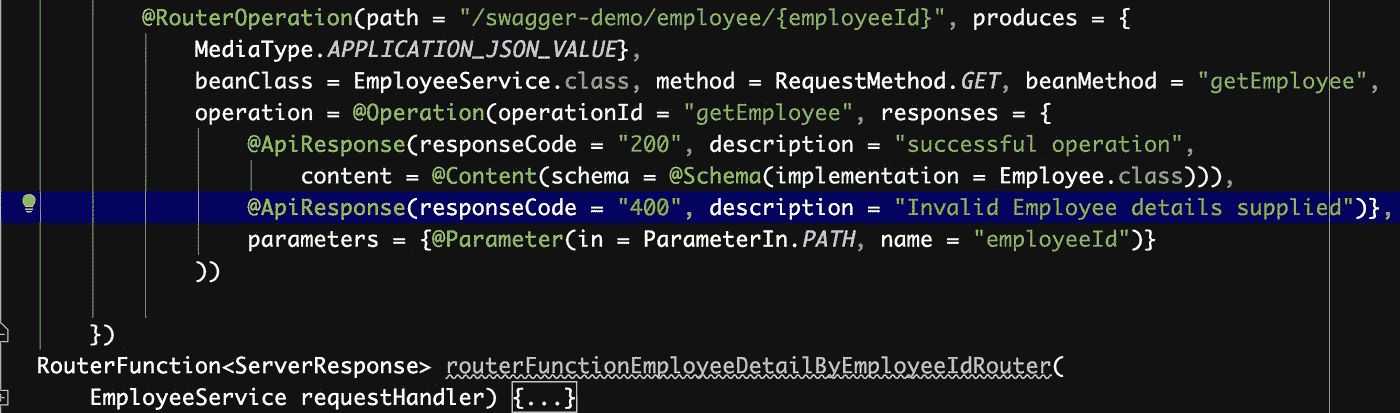 @RouterOperation(path = "/swagger-demo/employee/{employeeId}", produces = {
MediaType.APPLICATION_JSON_VALUE},
beanClass = EmployeeService.class, method = RequestMethod.GET, beanMethod = "getEmployee",
operation = @Operation(operationId = "getEmployee", responses = {
@ApiResponse(responseCode = "200", description = "successful operation",
content = @Content(schema = @Schema(implementation = Employee.class))),
@ApiResponse(responseCode = "400", description = "Invalid Employee details supplied")},
parameters = {@Parameter(in = ParameterIn.PATH, name = "employeeId")}
))
})
RouterFunction<ServerResponse> routerFunctionEmployeeDetailByEmployeeIdRouter(
EmployeeService requestHandler) {...}